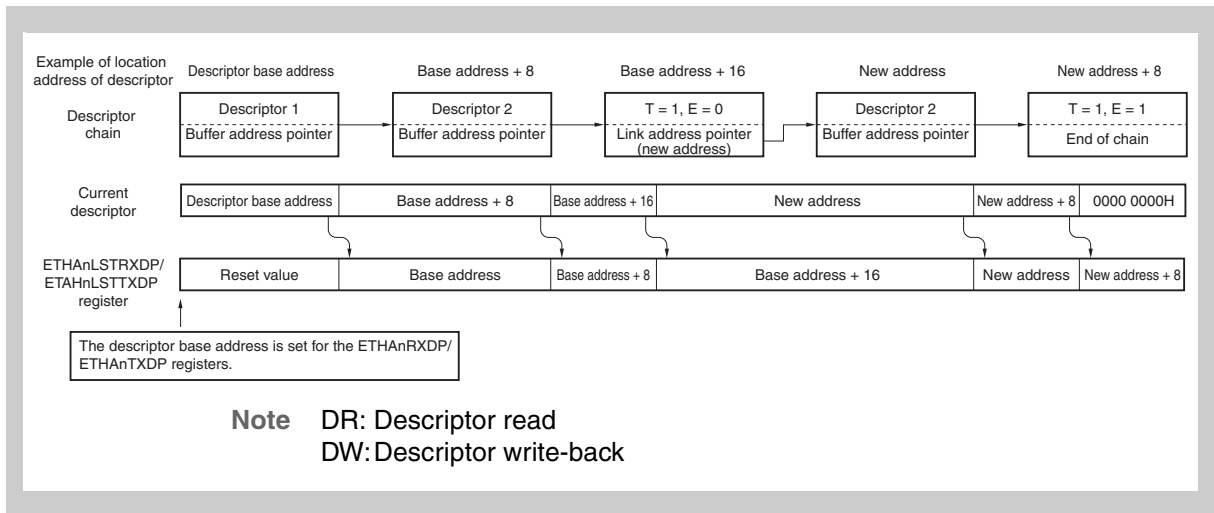 Example of location
address of descriptor
Descriptor base address
Base address + 8
Base address + 16
New address
New address + 8
Descriptor
chain
Descriptor 1
Buffer address pointer
Descriptor 2
Buffer address pointer
T = 1, E = 0
Link address pointer
(new address)
Descriptor 2
Buffer address pointer
T = 1, E = 1
End of chain
Current
descriptor
Descriptor base address
Base address + 8
Base address + 16
New address
New address + 8
0000 0000H
ETHAnLSTRXDP/
ETAHnLSTTXDP
register
Reset value
Base address
Base address + 8
Base address + 16
New address
New address + 8
The descriptor base address is set for the ETHAnRXDP/
ETHAnTXDP registers.
Note DR: Descriptor read
DW: Descriptor write-back